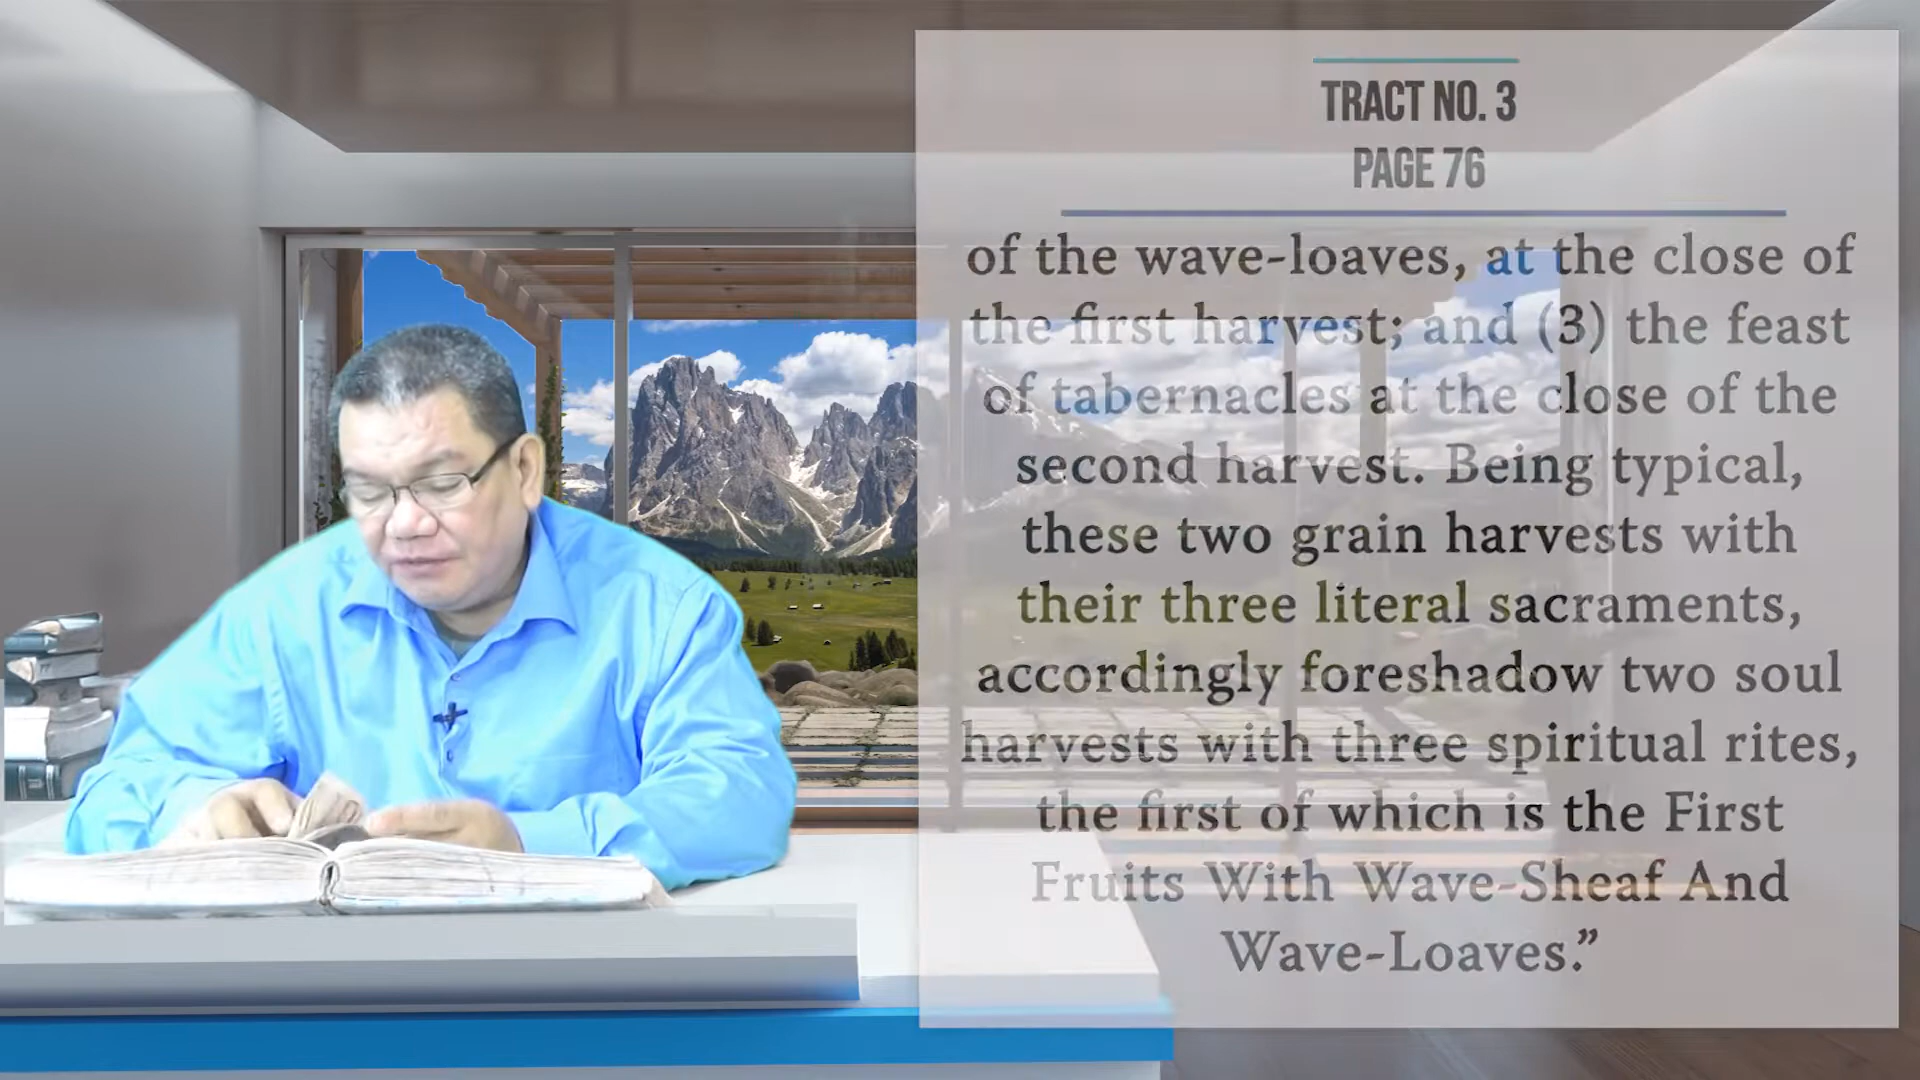 TRACT NO. 3
PAGE 76
of the wave-loaves, at the close of
the first harvest; and (3) the feast
of tabernacles at the close of the
second harvest. Being typical,
these two grain harvests with
their three literal sacraments,
accordingly foreshadow two soul
harvests with three spiritual rites,
the first of which is the First
Fruits With Wave-Sheaf And
Wave-Loaves.”